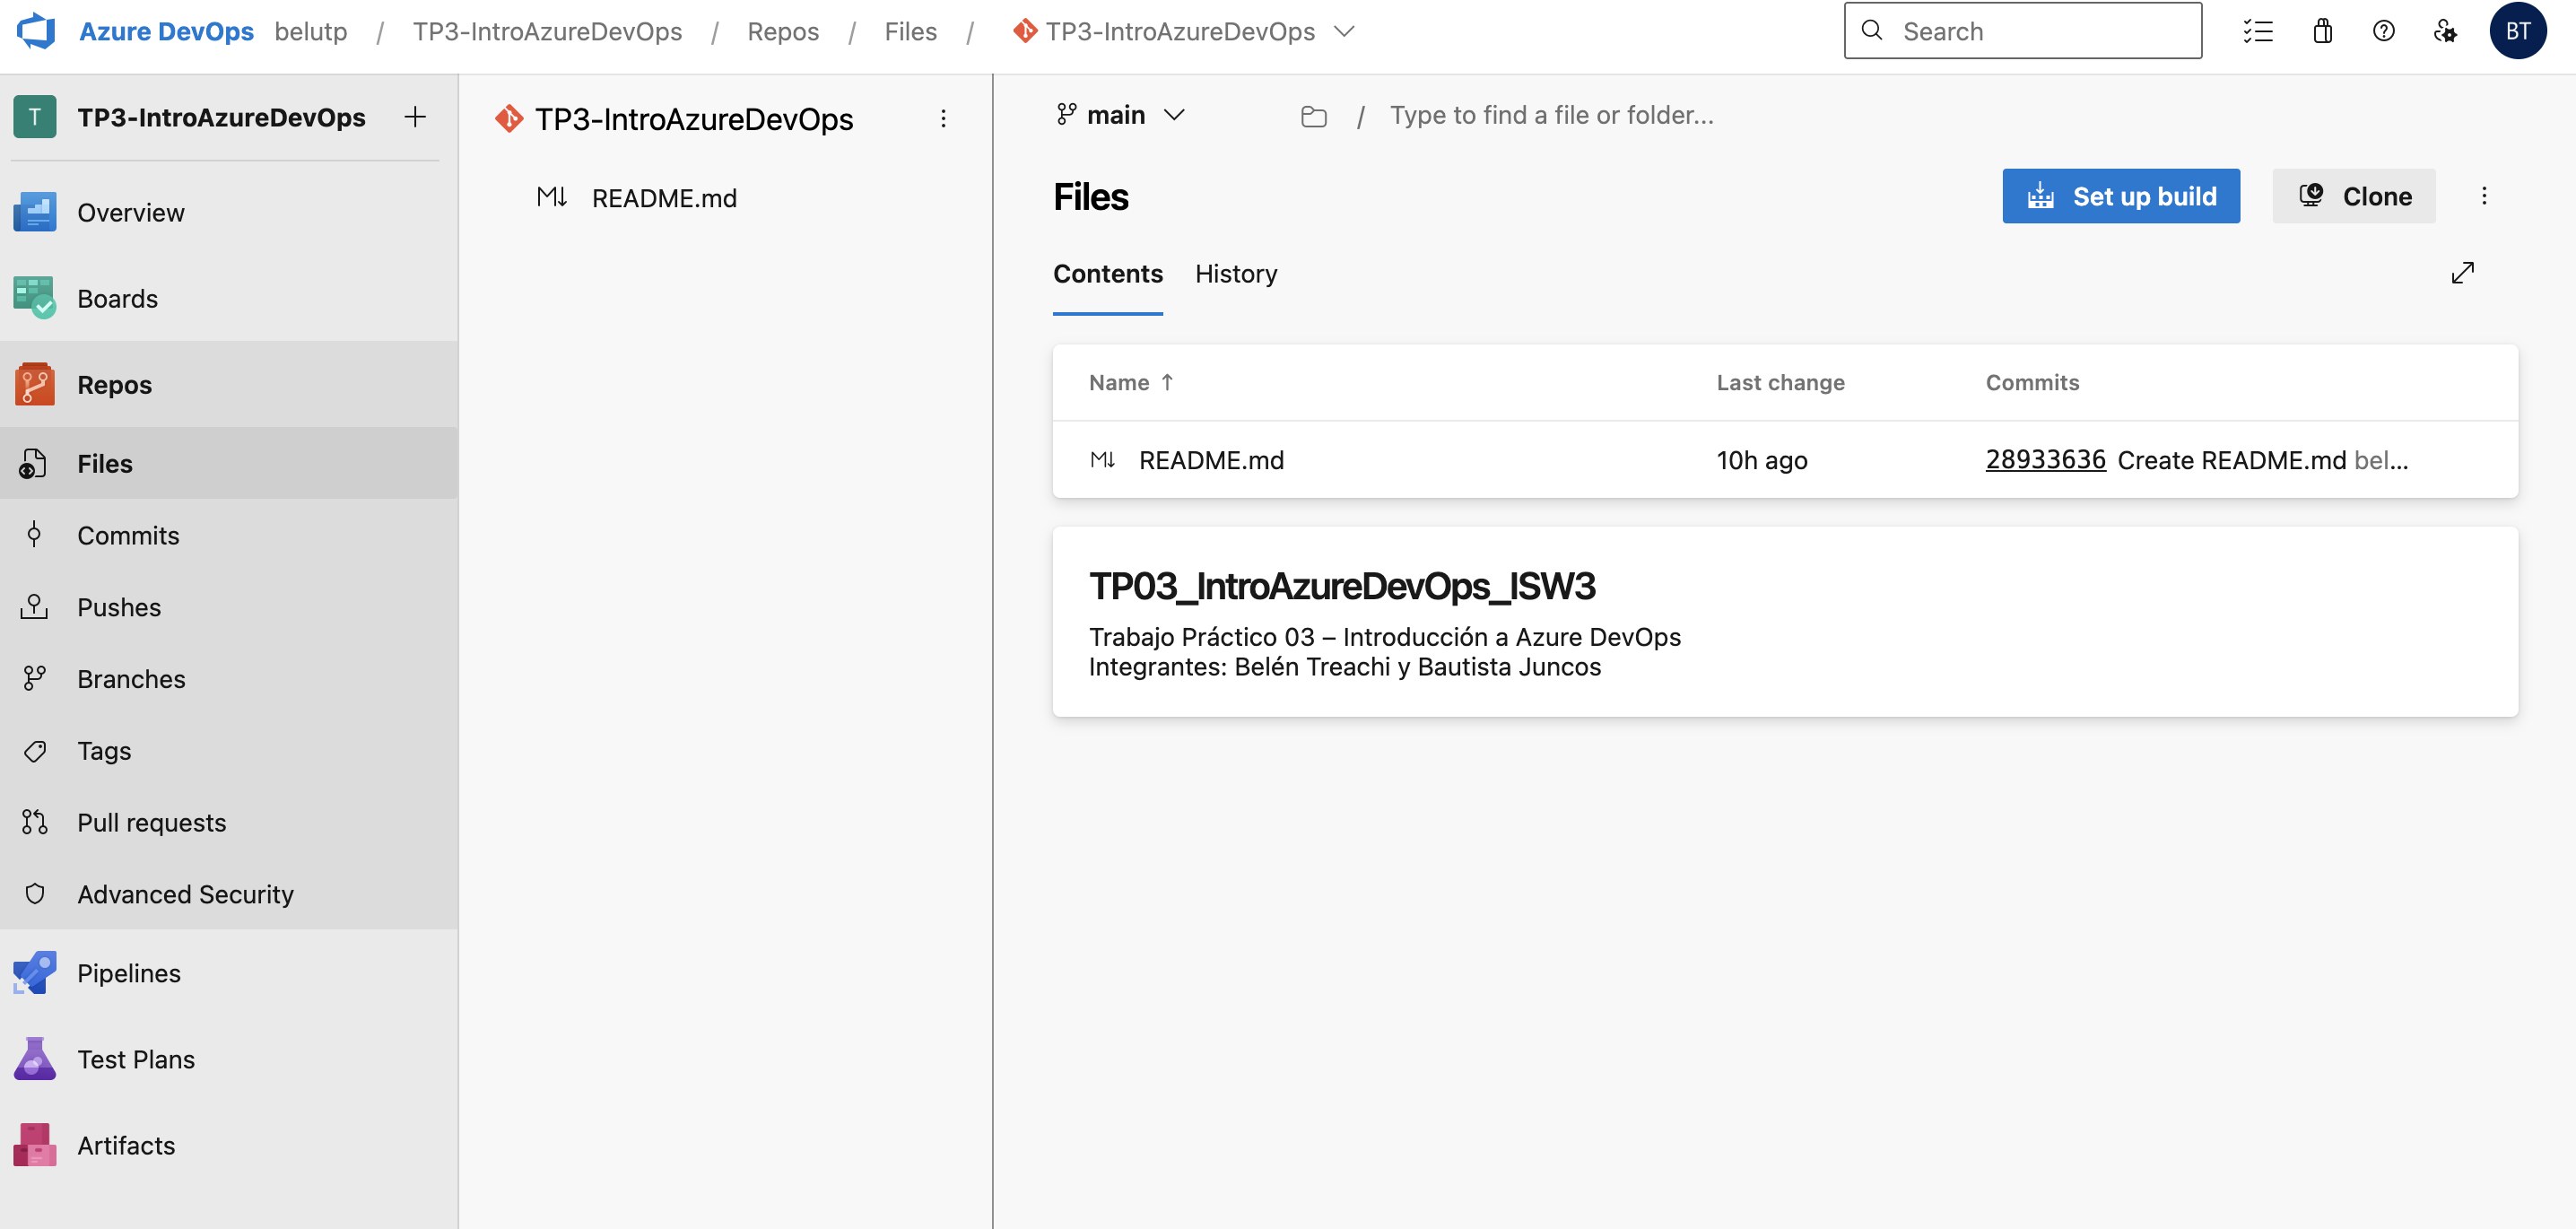 Azure DevOps belutp / TP3-IntroAzureDevOps / Repos / Files / TP3-IntroAzureDevOps
Search
BT
T TP3-IntroAzureDevOps
Overview
Boards
Repos
Files
Commits
Pushes
Branches
Tags
Pull requests
Advanced Security
Pipelines
Test Plans
Artifacts
TP3-IntroAzureDevOps
README.md
main
/ Type to find a file or folder...
Files
Set up build
Clone
Contents History
Name ↑ Last change Commits
README.md 10h ago 28933636 Create README.md bel...
TP03_IntroAzureDevOps_ISW3
Trabajo Práctico 03 – Introducción a Azure DevOps
Integrantes: Belén Treachi y Bautista Juncos